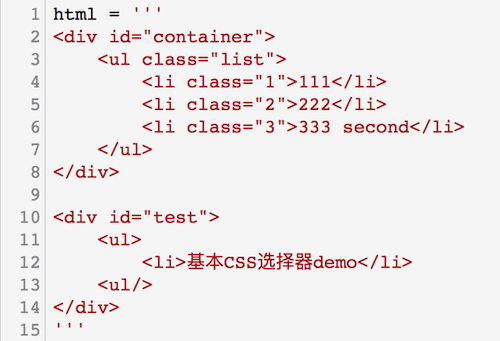 1 html = '''
2 <div id="container">
3     <ul class="list">
4         <li class="1">111</li>
5         <li class="2">222</li>
6         <li class="3">333 second</li>
7     </ul>
8 </div>
9
10 <div id="test">
11     <ul>
12         <li>基本CSS选择器demo</li>
13     <ul/>
14 </div>
15 '''